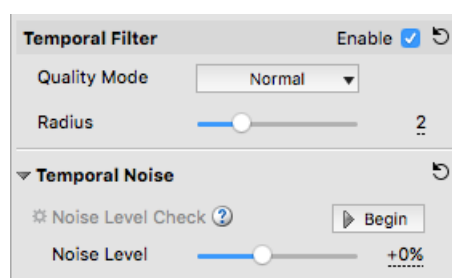 Temporal Filter Enable
Quality Mode Normal
Radius 2
Temporal Noise
Noise Level Check ? Begin
Noise Level +0%